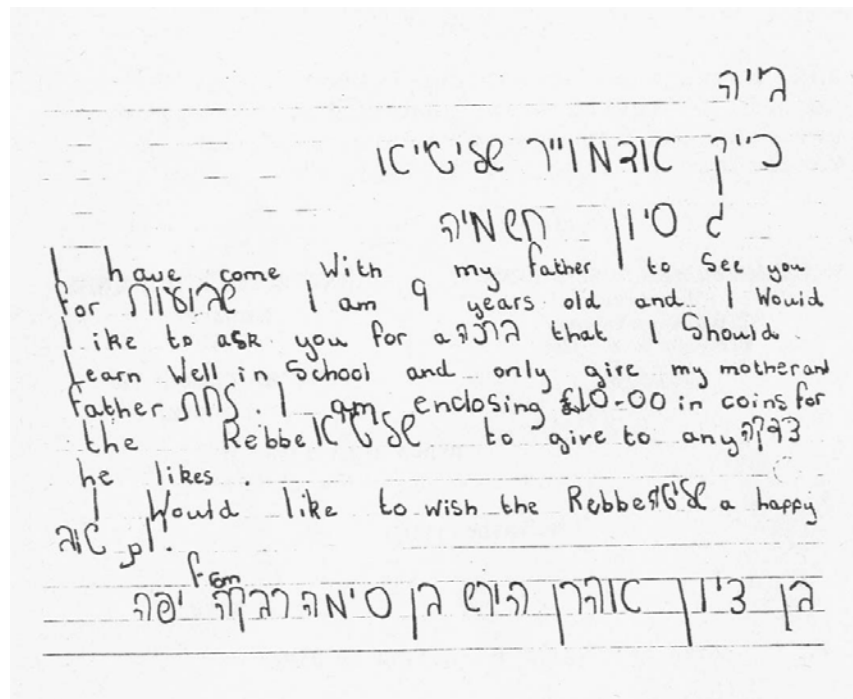 ב"ה
כ"ק אדמו"ר שליט"א
ג סיון תשמ"ה
I have come With my father to See you
for שבועות I am 9 years old and. I Would
like to ask you for a ברכה that I Should
Learn Well in School and only give my mother and
father נחת. I am enclosing £10-00 in coins for
the Rebbe שליט"א to give to any צדקה
he likes.
I Would like to wish the Rebbe שליט"א a happy
יום טוב.
from
בן ציון אהרן הירש בן סימה רבקה יפה